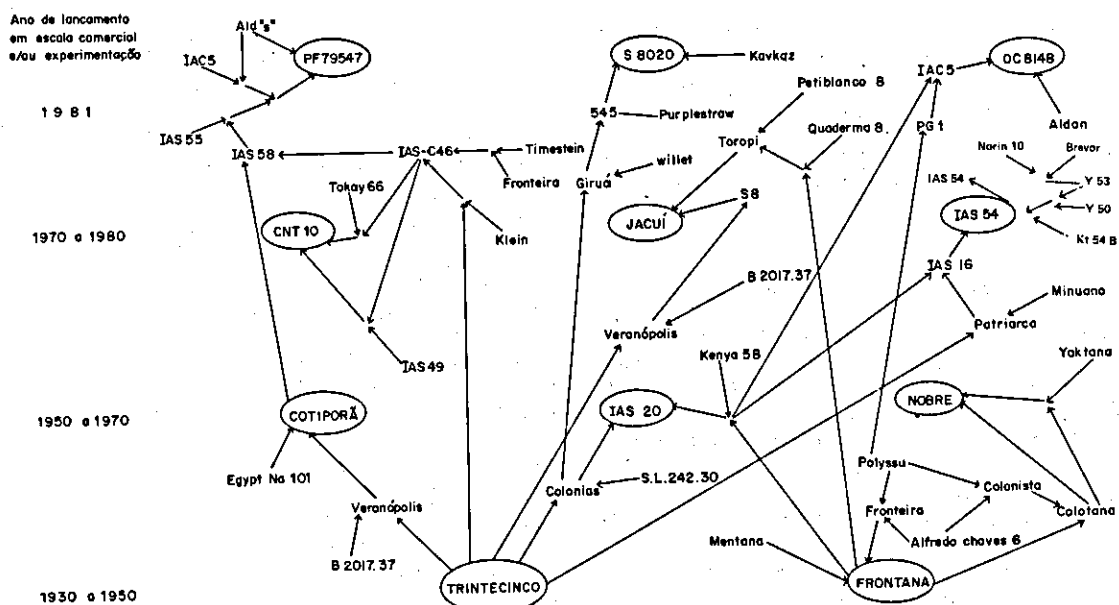 Ano de lancamento
em escala comercial
e/ou experimentação
Ald "s"
IAC5
PF79547
S 8020
Kavkaz
IAC5
OC8148
Petiblanco 8
1981
545
Purplestraw
Quaderma 8
PG1
Aldan
IAS 55
IAS 58
IAS-C46
Timestein
Fronteira
Toropi
Norin 10
Brevor
willet
Giruá
IAS 54
Y 53
Tokay 66
S8
Y 50
IAS 54
JACUÍ
1970 a 1980
CNT 10
Klein
Kt 54 B
IAS 16
B 2017.37
Minuano
Veranópolis
Patriarca
Kenya 58
Yaktana
IAS 49
1950 a 1970
COTIPORÃ
IAS 20
NOBRE
Egypt Na 101
Polyssu
S.L.242.30
Colonias
Colonista
Veranópolis
Fronteira
Colotana
Alfredo chaves 6
Mentana
B 2017.37
TRINTECINCO
FRONTANA
1930 a 1950